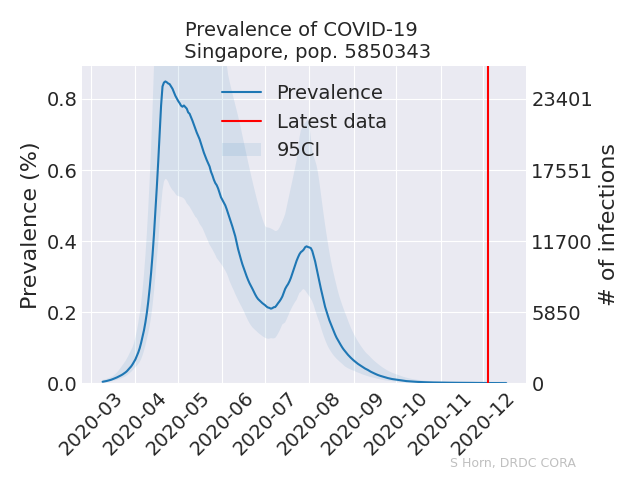 Prevalence of COVID-19
Singapore, pop. 5850343
Prevalence
Latest data
95CI
Prevalence (%)
0.8
0.6
0.4
0.2
0.0
23401
17551
11700
5850
0
# of infections
2020-03
2020-04
2020-05
2020-06
2020-07
2020-08
2020-09
2020-10
2020-11
2020-12
S Horn, DRDC CORA